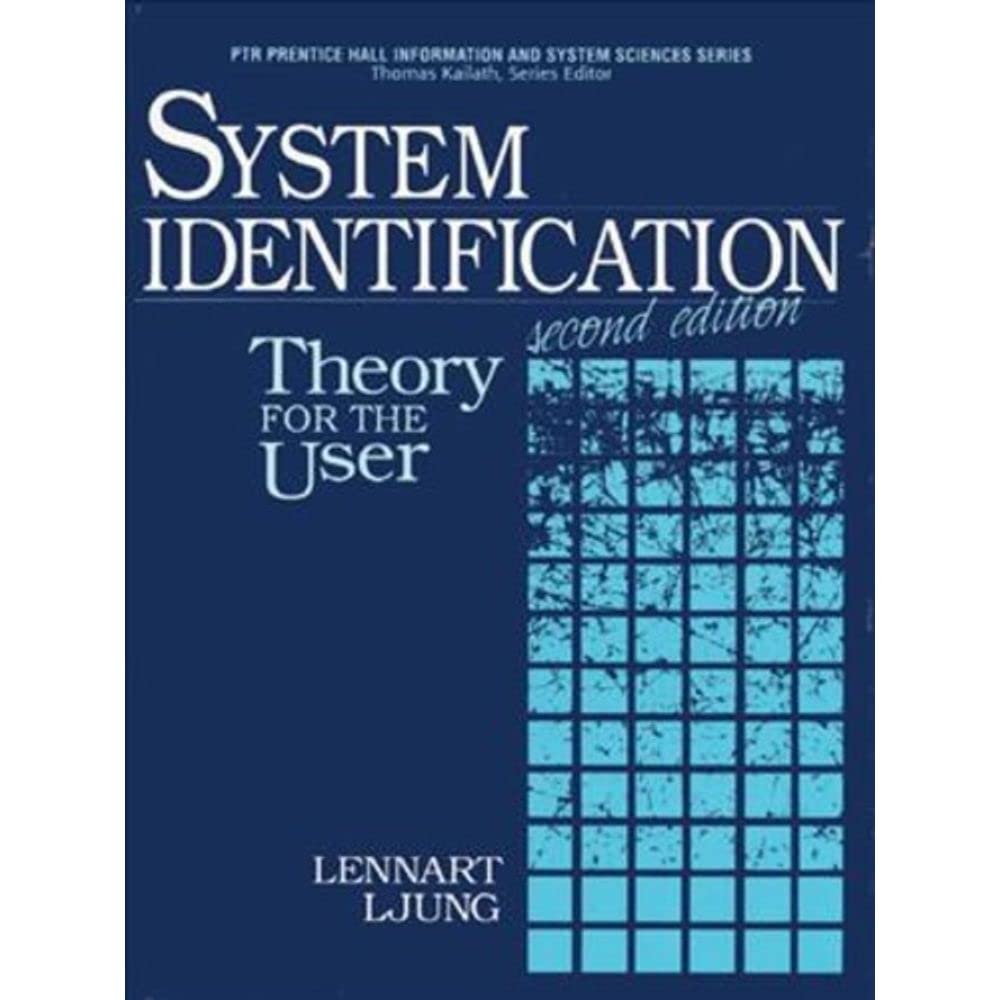 PTR PRENTICE HALL INFORMATION AND SYSTEM SCIENCES SERIES
Thomas Kailath, Series Editor
SYSTEM
IDENTIFICATION
second edition
Theory
FOR THE
User
LENNART
LJUNG